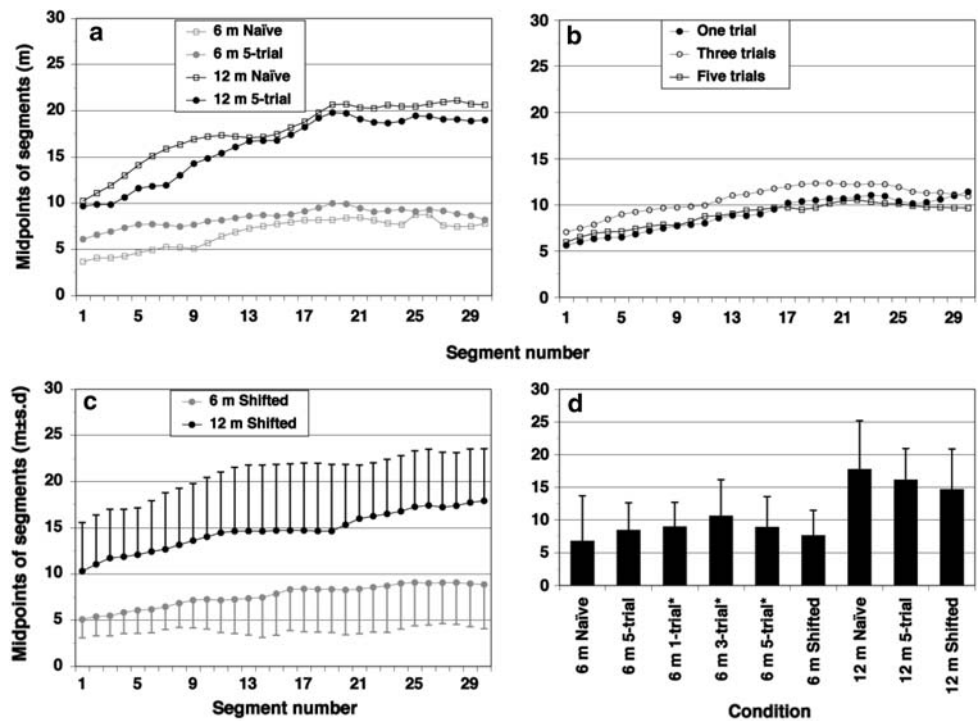 a
6 m Naïve
6 m 5-trial
12 m Naïve
12 m 5-trial
Midpoints of segments (m)
30
25
20
15
10
5
0
1 5 9 13 17 21 25 29
b
One trial
Three trials
Five trials
30
25
20
15
10
5
0
1 5 9 13 17 21 25 29
Segment number
c
6 m Shifted
12 m Shifted
Midpoints of segments (m±s.d)
30
25
20
15
10
5
0
1 5 9 13 17 21 25 29
Segment number
d
30
25
20
15
10
5
0
6 m Naïve
6 m 5-trial
6 m 1-trial*
6 m 3-trial*
6 m 5-trial*
6 m Shifted
12 m Naïve
12 m 5-trial
12 m Shifted
Condition